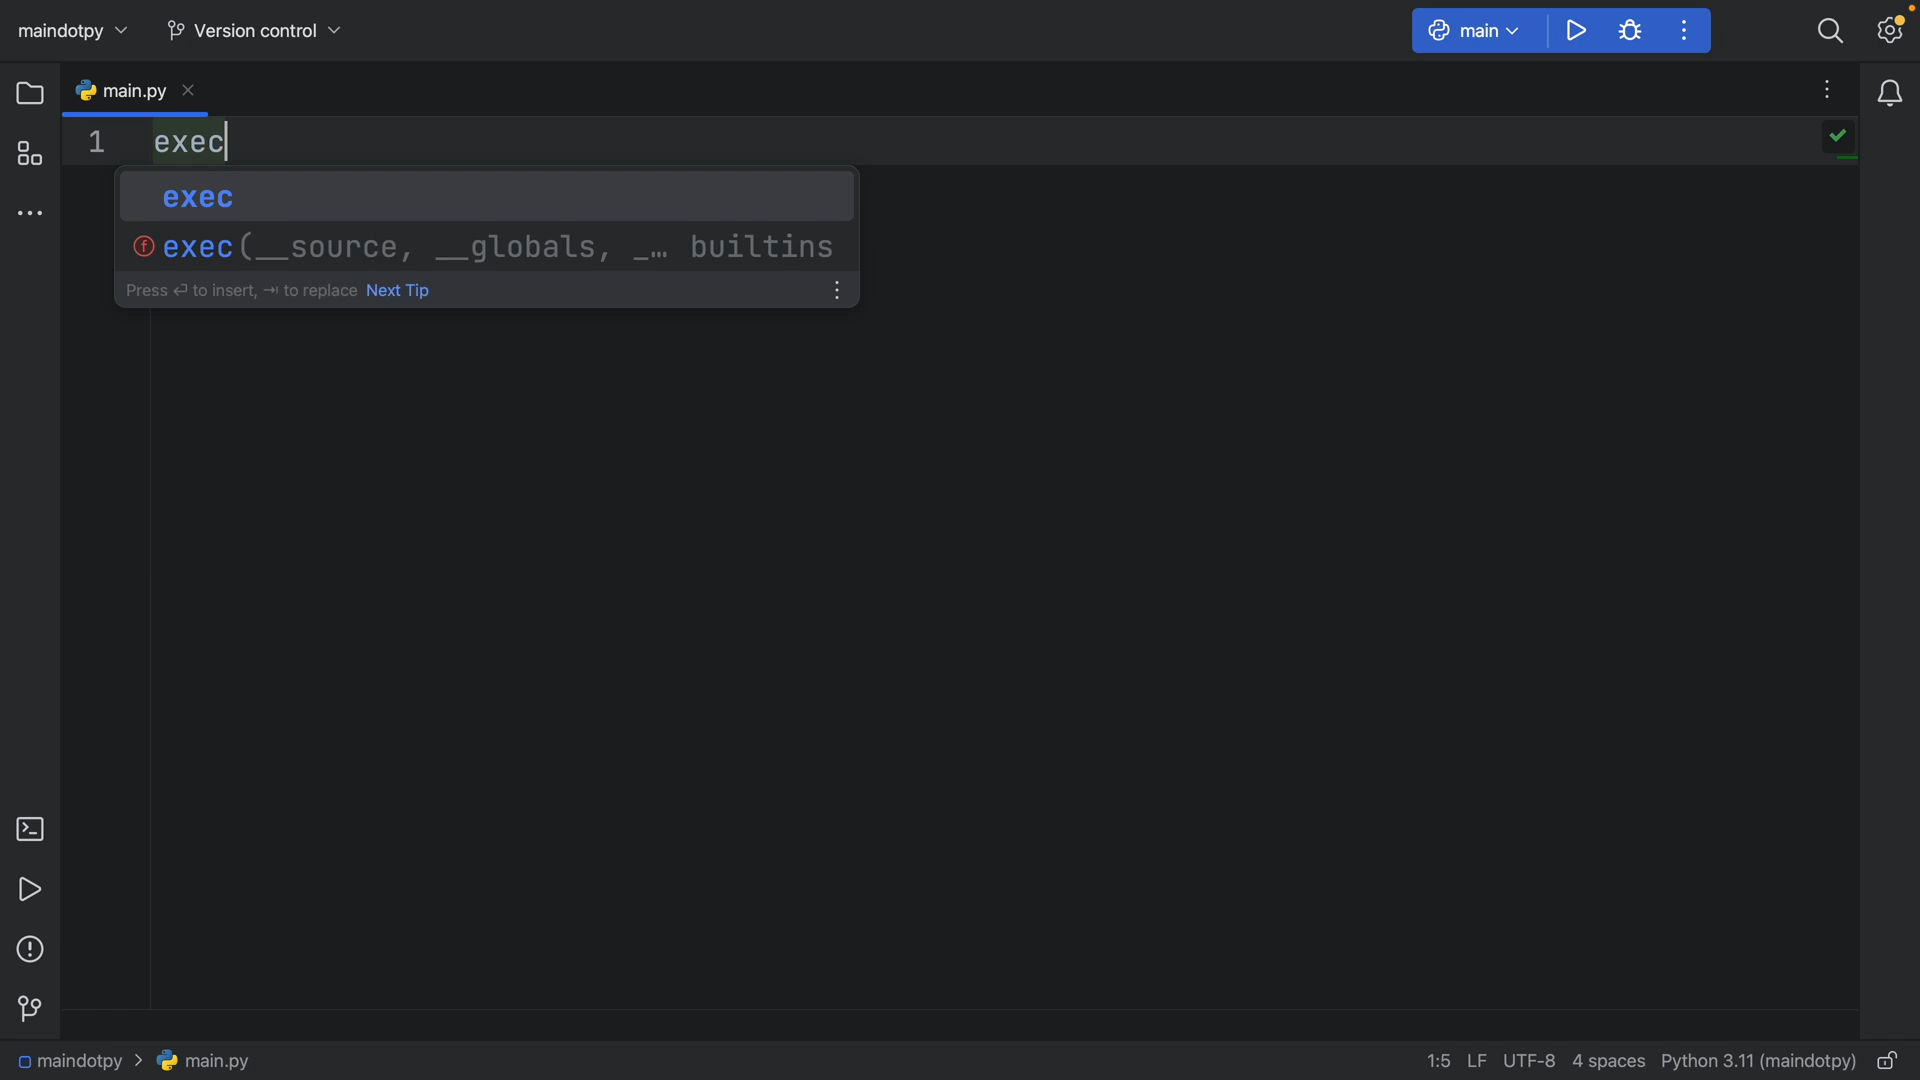 maindotpy Version control main
main.py
1 exec
exec
exec(__source, __globals, _… builtins
Press ⏎ to insert, ⇥ to replace Next Tip
maindotpy > main.py 1:5 LF UTF-8 4 spaces Python 3.11 (maindotpy)